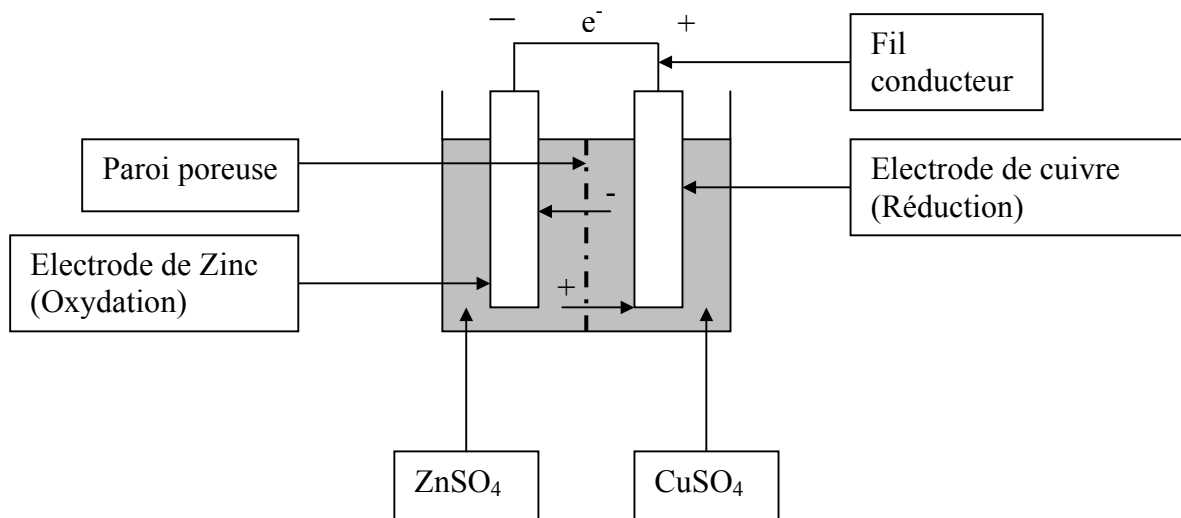 — e⁻ +
Fil
conducteur
Paroi poreuse
Electrode de cuivre
(Réduction)
-
Electrode de Zinc
(Oxydation)
+
ZnSO₄
CuSO₄